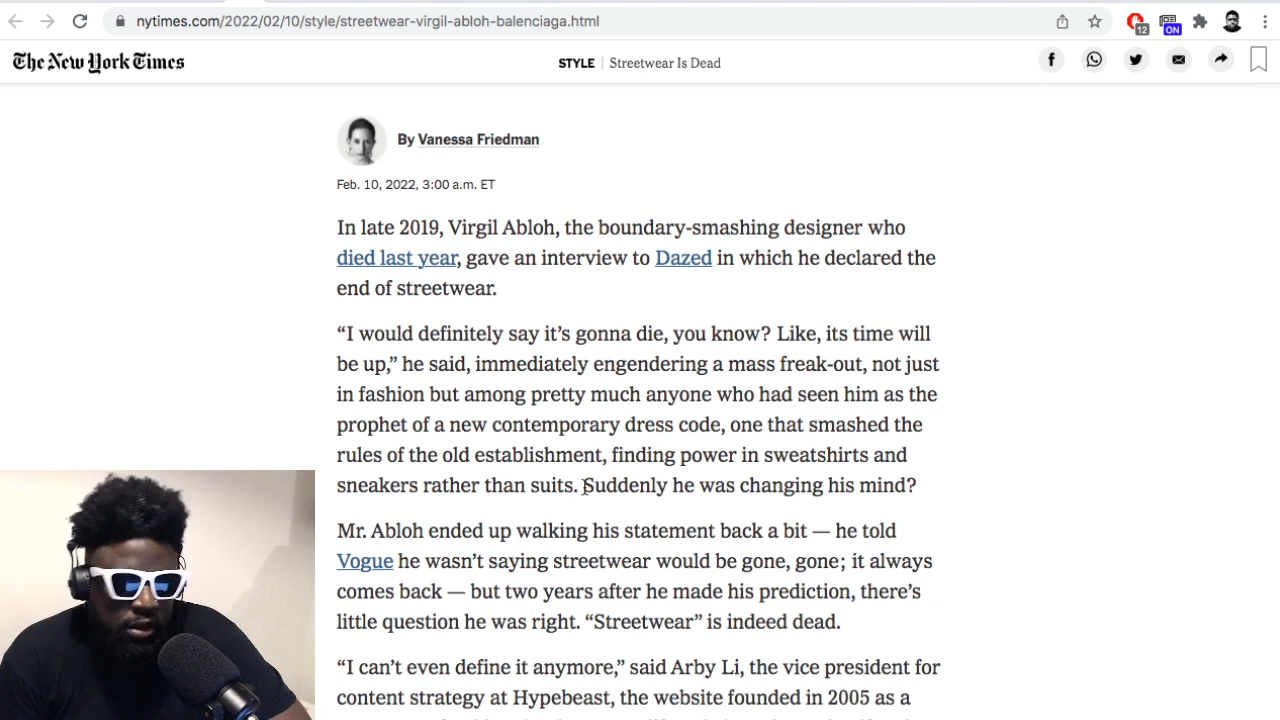 nytimes.com/2022/02/10/style/streetwear-virgil-abloh-balenciaga.html
12
ON
The New York Times
STYLE | Streetwear Is Dead
By Vanessa Friedman
Feb. 10, 2022, 3:00 a.m. ET
In late 2019, Virgil Abloh, the boundary-smashing designer who
died last year, gave an interview to Dazed in which he declared the
end of streetwear.
“I would definitely say it’s gonna die, you know? Like, its time will
be up,” he said, immediately engendering a mass freak-out, not just
in fashion but among pretty much anyone who had seen him as the
prophet of a new contemporary dress code, one that smashed the
rules of the old establishment, finding power in sweatshirts and
sneakers rather than suits. Suddenly he was changing his mind?
Mr. Abloh ended up walking his statement back a bit — he told
Vogue he wasn’t saying streetwear would be gone, gone; it always
comes back — but two years after he made his prediction, there’s
little question he was right. “Streetwear” is indeed dead.
“I can’t even define it anymore,” said Arby Li, the vice president for
content strategy at Hypebeast, the website founded in 2005 as a